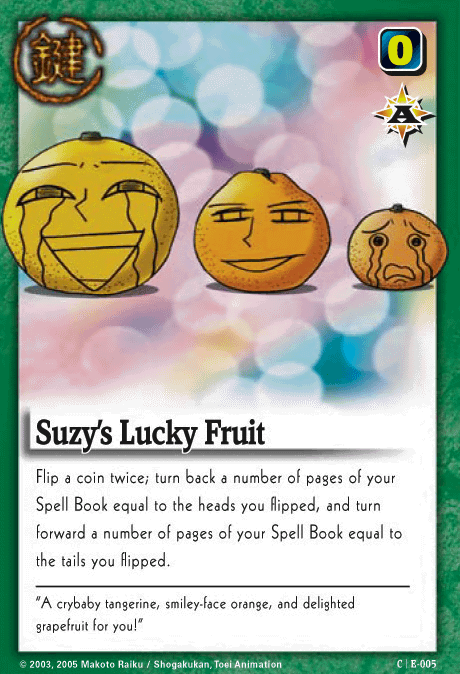 鍵
0
A
Suzy's Lucky Fruit
Flip a coin twice; turn back a number of pages of your
Spell Book equal to the heads you flipped, and turn
forward a number of pages of your Spell Book equal to
the tails you flipped.
"A crybaby tangerine, smiley-face orange, and delighted
grapefruit for you!"
© 2003, 2005 Makoto Raiku / Shogakukan, Toei Animation
C | E-005